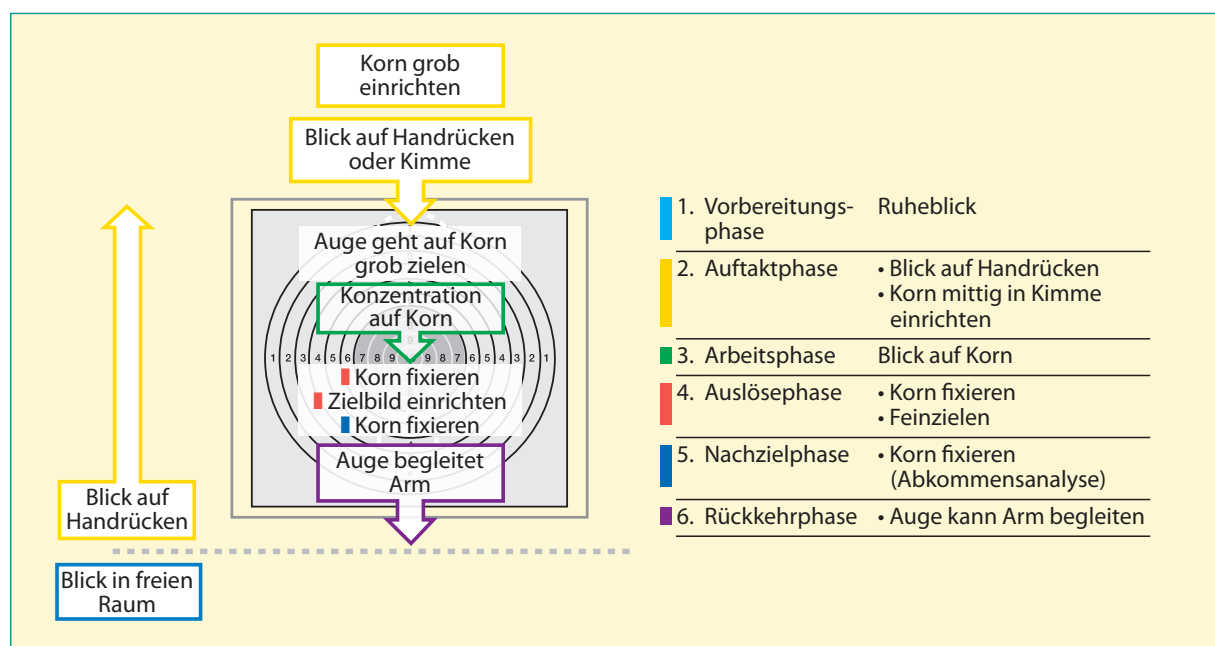 Korn grob
einrichten
Blick auf Handrücken
oder Kimme
Auge geht auf Korn
grob zielen
Konzentration
auf Korn
9
1 2 3 4 5 6 7 8 9 9 8 7 6 5 4 3 2 1
Korn fixieren
Zielbild einrichten
Korn fixieren
Auge begleitet
Arm
Blick auf
Handrücken
Blick in freien
Raum
1. Vorbereitungs- Ruheblick
phase
2. Auftaktphase • Blick auf Handrücken
• Korn mittig in Kimme
einrichten
3. Arbeitsphase Blick auf Korn
4. Auslösephase • Korn fixieren
• Feinzielen
5. Nachzielphase • Korn fixieren
(Abkommensanalyse)
6. Rückkehrphase • Auge kann Arm begleiten